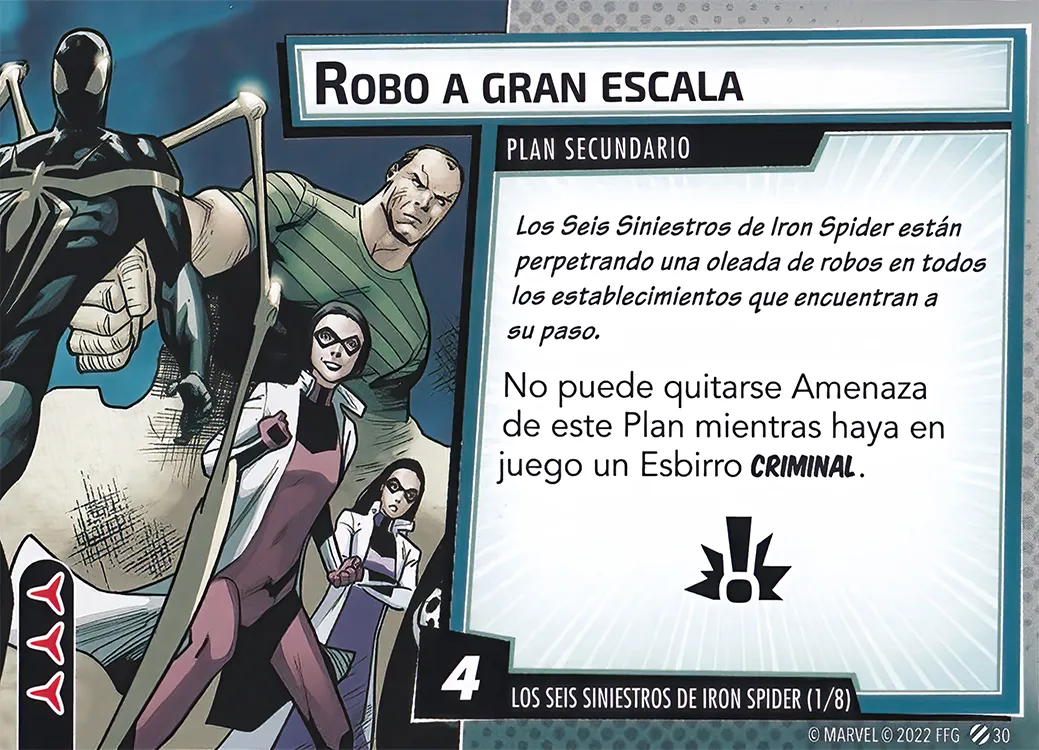 ROBO A GRAN ESCALA
PLAN SECUNDARIO
Los Seis Siniestros de Iron Spider están
perpetrando una oleada de robos en todos
los establecimientos que encuentran a
su paso.
No puede quitarse Amenaza
de este Plan mientras haya en
juego un Esbirro CRIMINAL.
4
LOS SEIS SINIESTROS DE IRON SPIDER (1/8)
© MARVEL © 2022 FFG 30